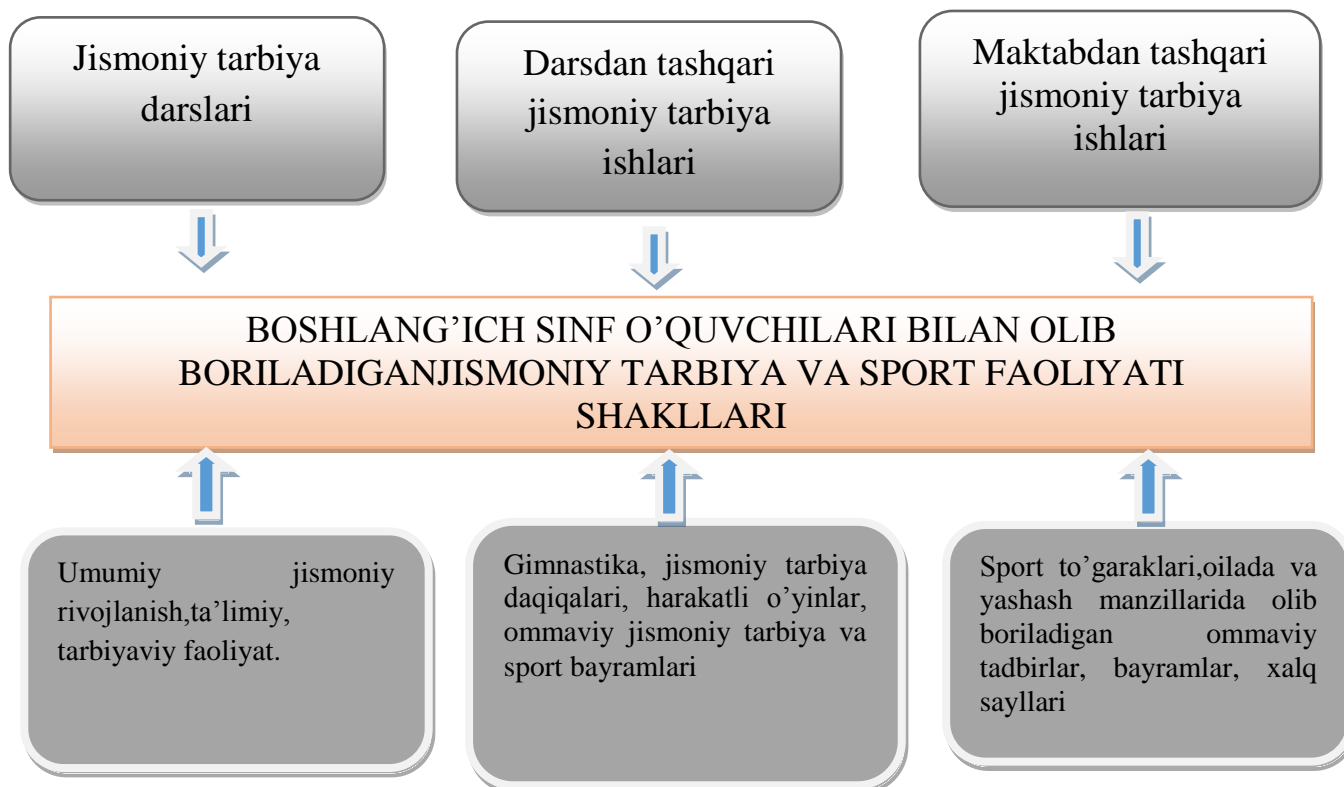 Jismoniy tarbiya
darslari
Darsdan tashqari
jismoniy tarbiya
ishlari
Maktabdan tashqari
jismoniy tarbiya
ishlari
BOSHLANG’ICH SINF O’QUVCHILARI BILAN OLIB
BORILADIGANJISMONIY TARBIYA VA SPORT FAOLIYATI
SHAKLLARI
Umumiy jismoniy
rivojlanish,ta’limiy,
tarbiyaviy faoliyat.
Gimnastika, jismoniy tarbiya
daqiqalari, harakatli o’yinlar,
ommaviy jismoniy tarbiya va
sport bayramlari
Sport to’garaklari,oilada va
yashash manzillarida olib
boriladigan ommaviy
tadbirlar, bayramlar, xalq
sayllari